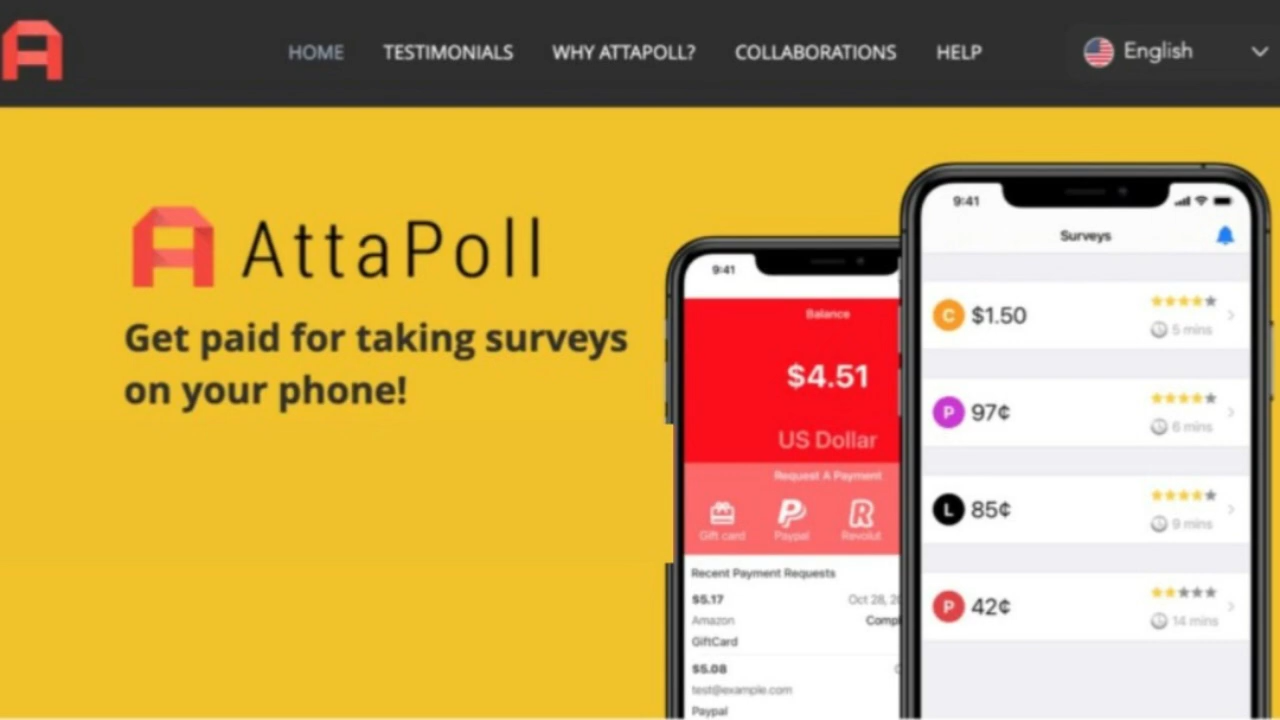 HOME TESTIMONIALS WHY ATTAPOLL? COLLABORATIONS HELP English
AttaPoll
Get paid for taking surveys
on your phone!
9:41
Balance
$4.51
US Dollar
Request A Payment
Gift card Paypal Revolut
Recent Payment Requests
$5.17 Oct 28,
Amazon
GiftCard
$5.08
test@example.com
Paypal
9:41
Surveys
C $1.50
5 mins
P 97¢
6 mins
L 85¢
9 mins
P 42¢
14 mins